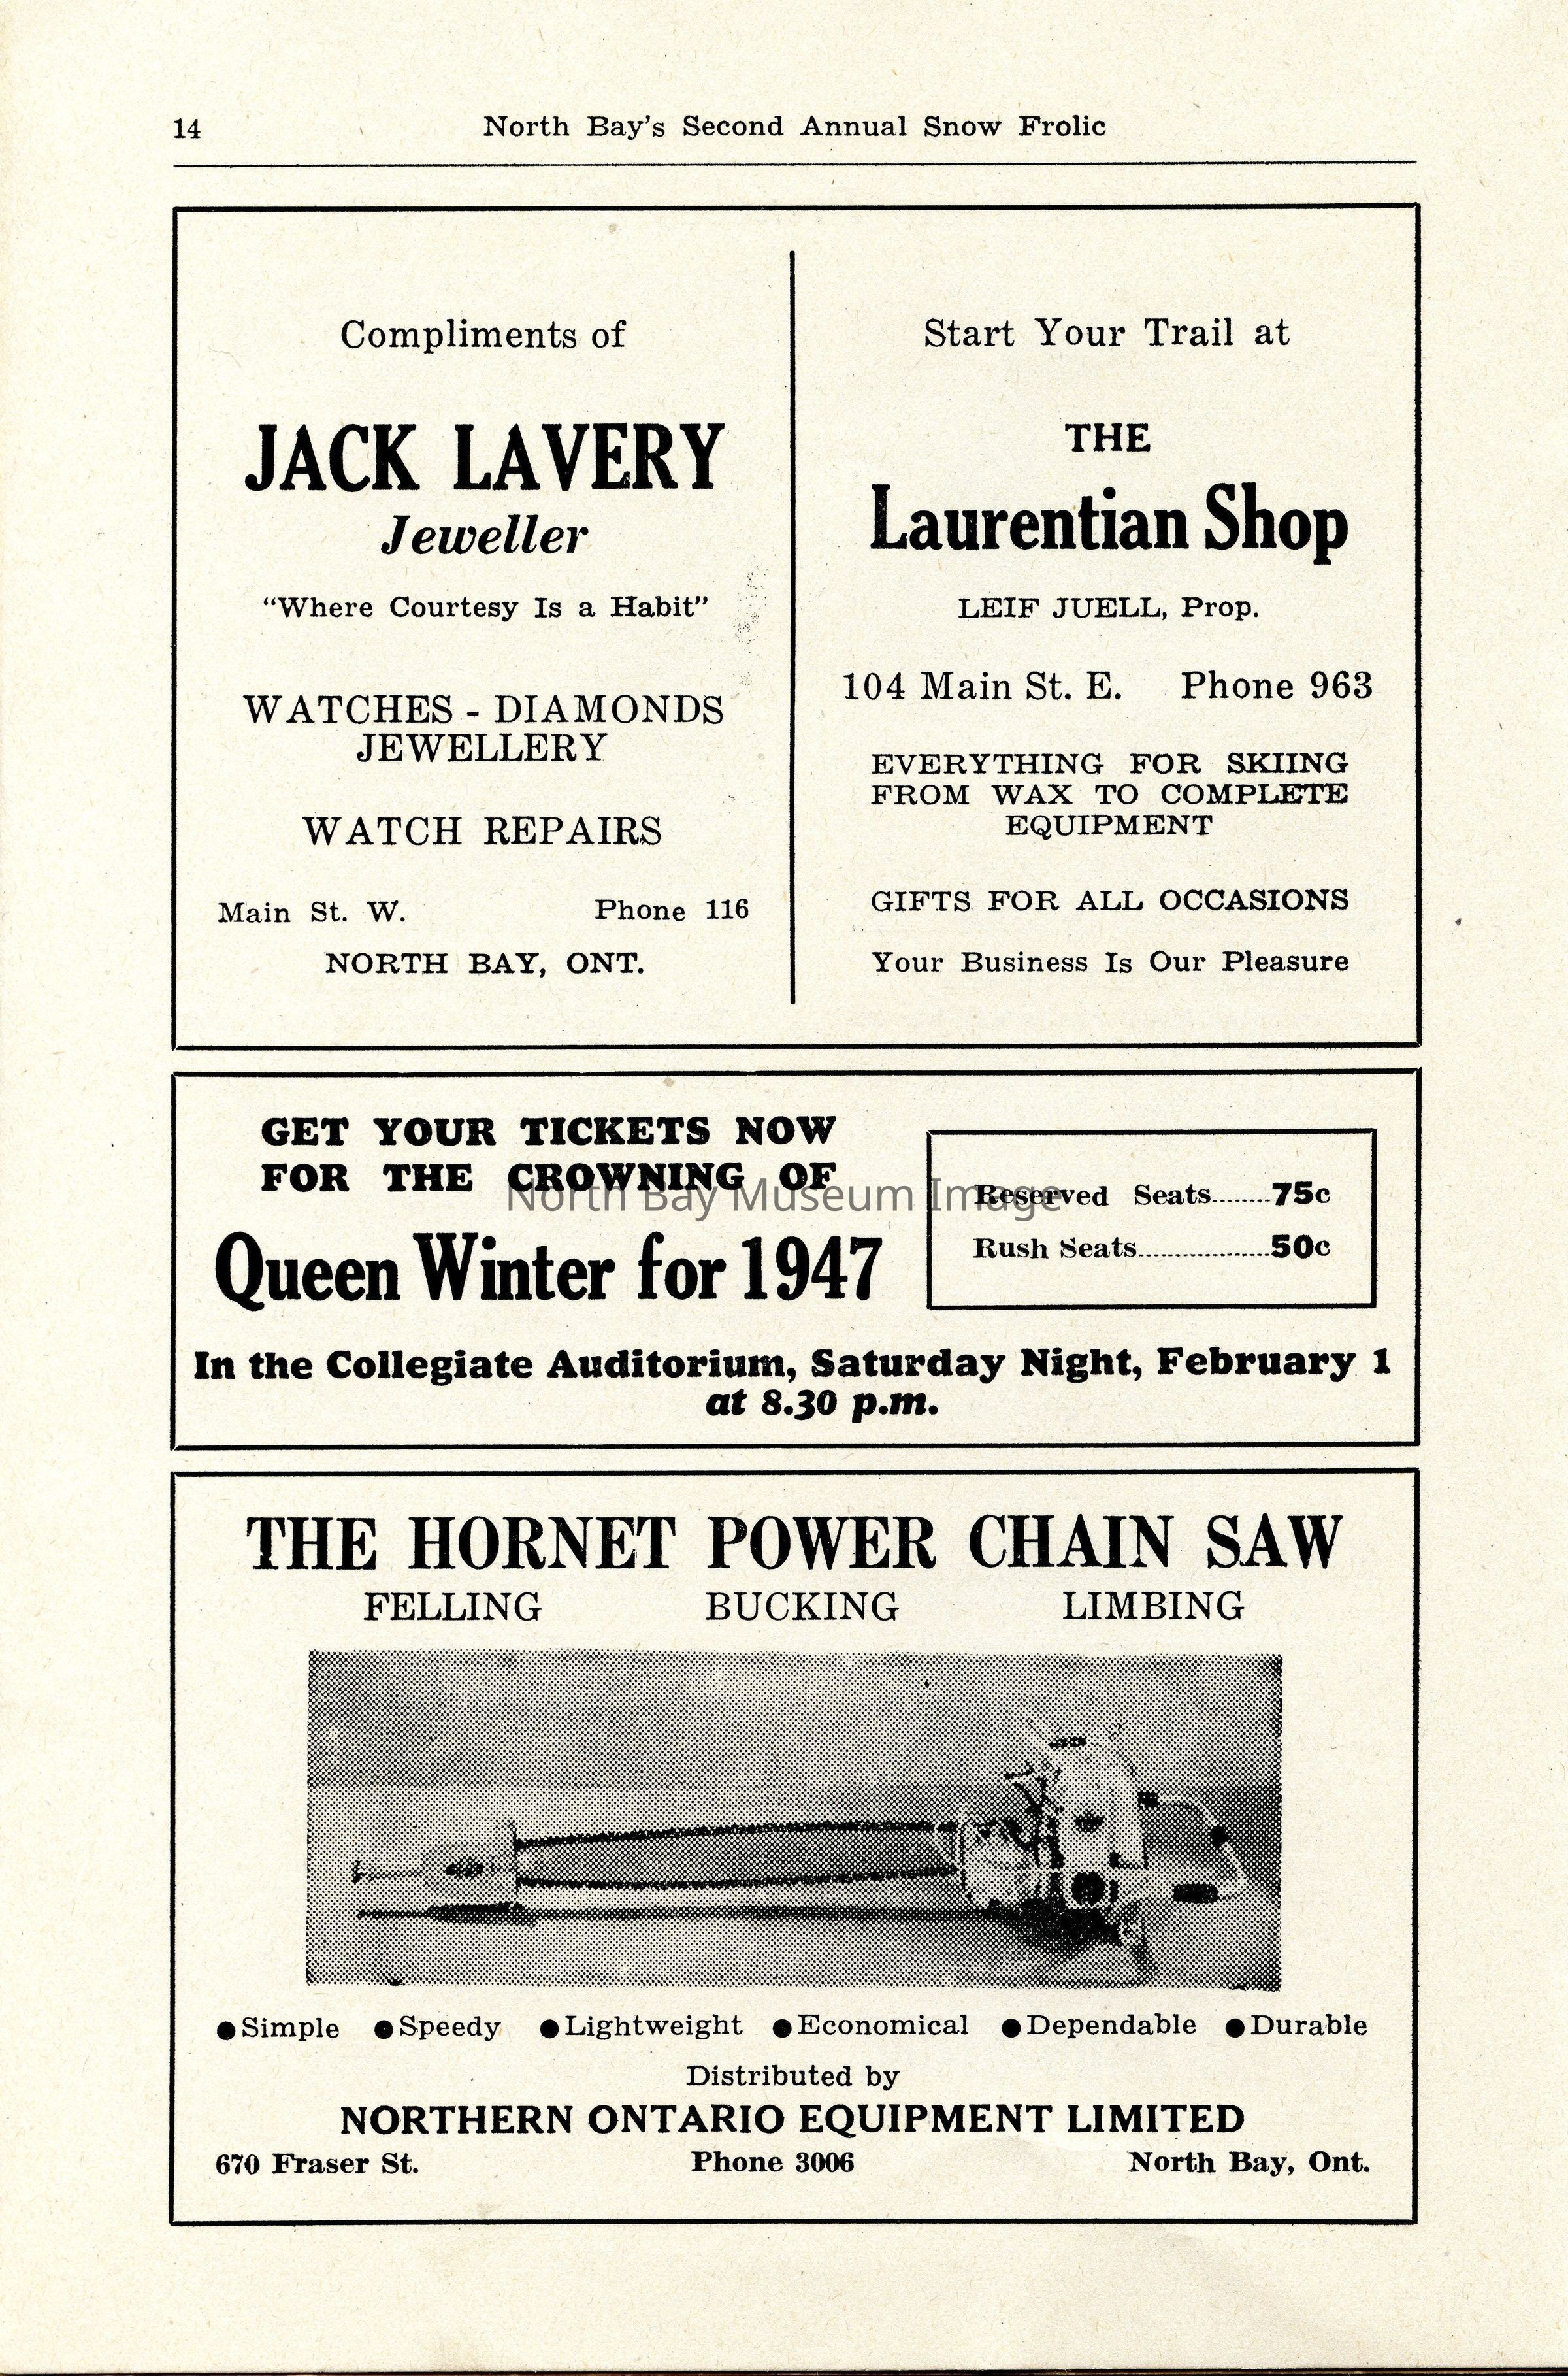 14
North Bay's Second Annual Snow Frolic
Compliments of
JACK LAVERY
Jeweller
"Where Courtesy Is a Habit"
WATCHES - DIAMONDS
JEWELLERY
WATCH REPAIRS
Main St. W. Phone 116
NORTH BAY, ONT.
Start Your Trail at
THE
Laurentian Shop
LEIF JUELL, Prop.
104 Main St. E. Phone 963
EVERYTHING FOR SKIING
FROM WAX TO COMPLETE
EQUIPMENT
GIFTS FOR ALL OCCASIONS
Your Business Is Our Pleasure
GET YOUR TICKETS NOW
FOR THE CROWNING OF
Queen Winter for 1947
Reserved Seats........75c
Rush Seats..................50c
North Bay Museum Image
In the Collegiate Auditorium, Saturday Night, February 1
at 8.30 p.m.
THE HORNET POWER CHAIN SAW
FELLING BUCKING LIMBING
●Simple ●Speedy ●Lightweight ●Economical ●Dependable ●Durable
Distributed by
NORTHERN ONTARIO EQUIPMENT LIMITED
670 Fraser St. Phone 3006 North Bay, Ont.